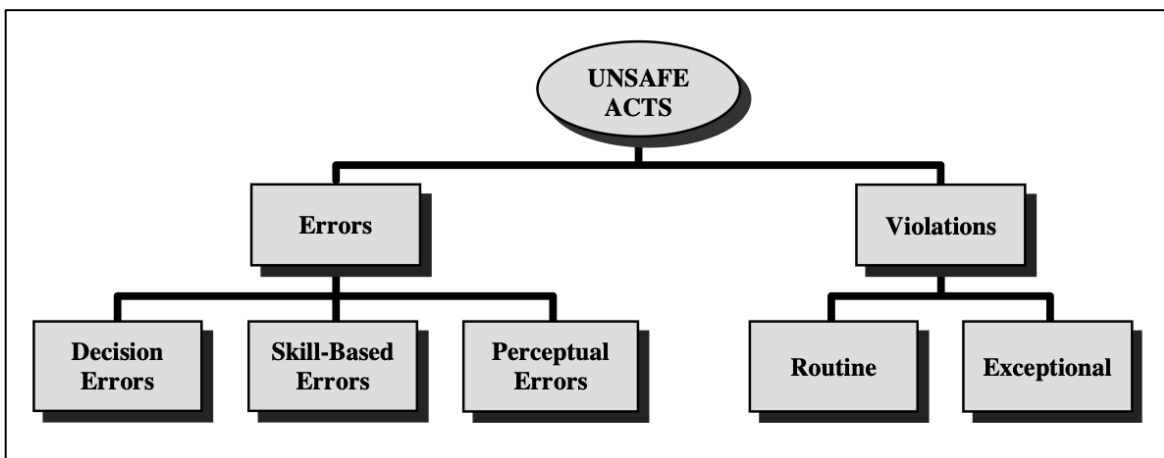 UNSAFE
ACTS
Errors
Violations
Decision
Errors
Skill-Based
Errors
Perceptual
Errors
Routine
Exceptional